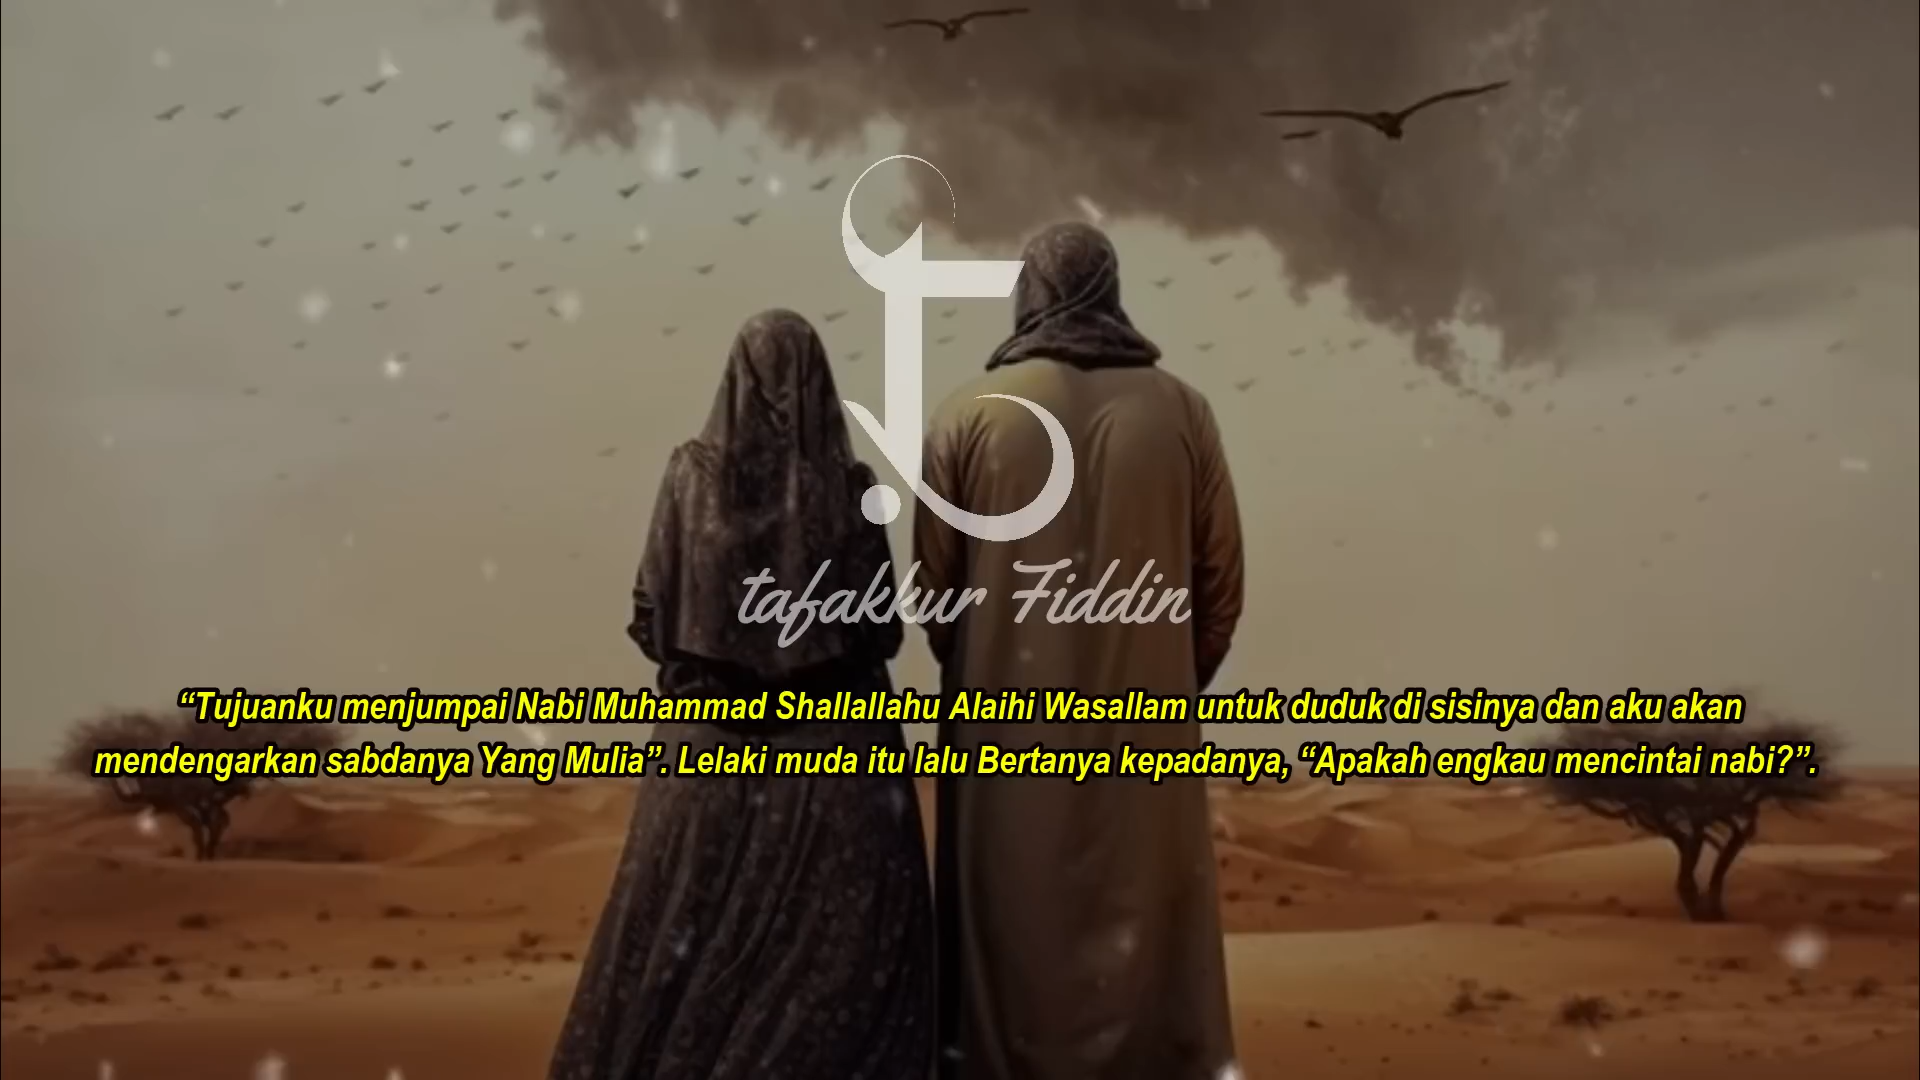 tafakkur Fiddin
“Tujuanku menjumpai Nabi Muhammad Shallallahu Alaihi Wasallam untuk duduk di sisinya dan aku akan
mendengarkan sabdanya Yang Mulia”. Lelaki muda itu lalu Bertanya kepadanya, “Apakah engkau mencintai nabi?”.